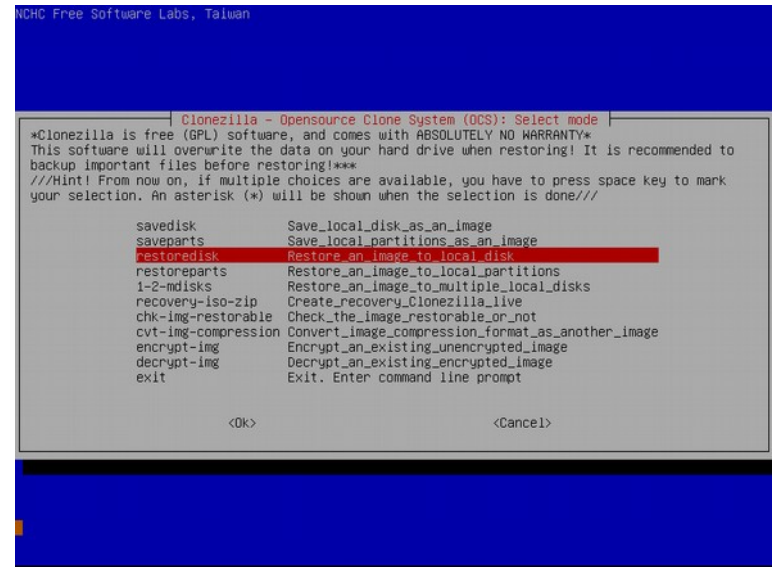 NCHC Free Software Labs, Taiwan
Clonezilla - Opensource Clone System (OCS): Select mode
*Clonezilla is free (GPL) software, and comes with ABSOLUTELY NO WARRANTY*
This software will overwrite the data on your hard drive when restoring! It is recommended to
backup important files before restoring!***
///Hint! From now on, if multiple choices are available, you have to press space key to mark
your selection. An asterisk (*) will be shown when the selection is done///
savedisk Save_local_disk_as_an_image
saveparts Save_local_partitions_as_an_image
restoredisk Restore_an_image_to_local_disk
restoreparts Restore_an_image_to_local_partitions
1-2-mdisks Restore_an_image_to_multiple_local_disks
recovery-iso-zip Create_recovery_Clonezilla_live
chk-img-restorable Check_the_image_restorable_or_not
cvt-img-compression Convert_image_compression_format_as_another_image
encrypt-img Encrypt_an_existing_unencrypted_image
decrypt-img Decrypt_an_existing_encrypted_image
exit Exit. Enter command line prompt
<Ok> <Cancel>